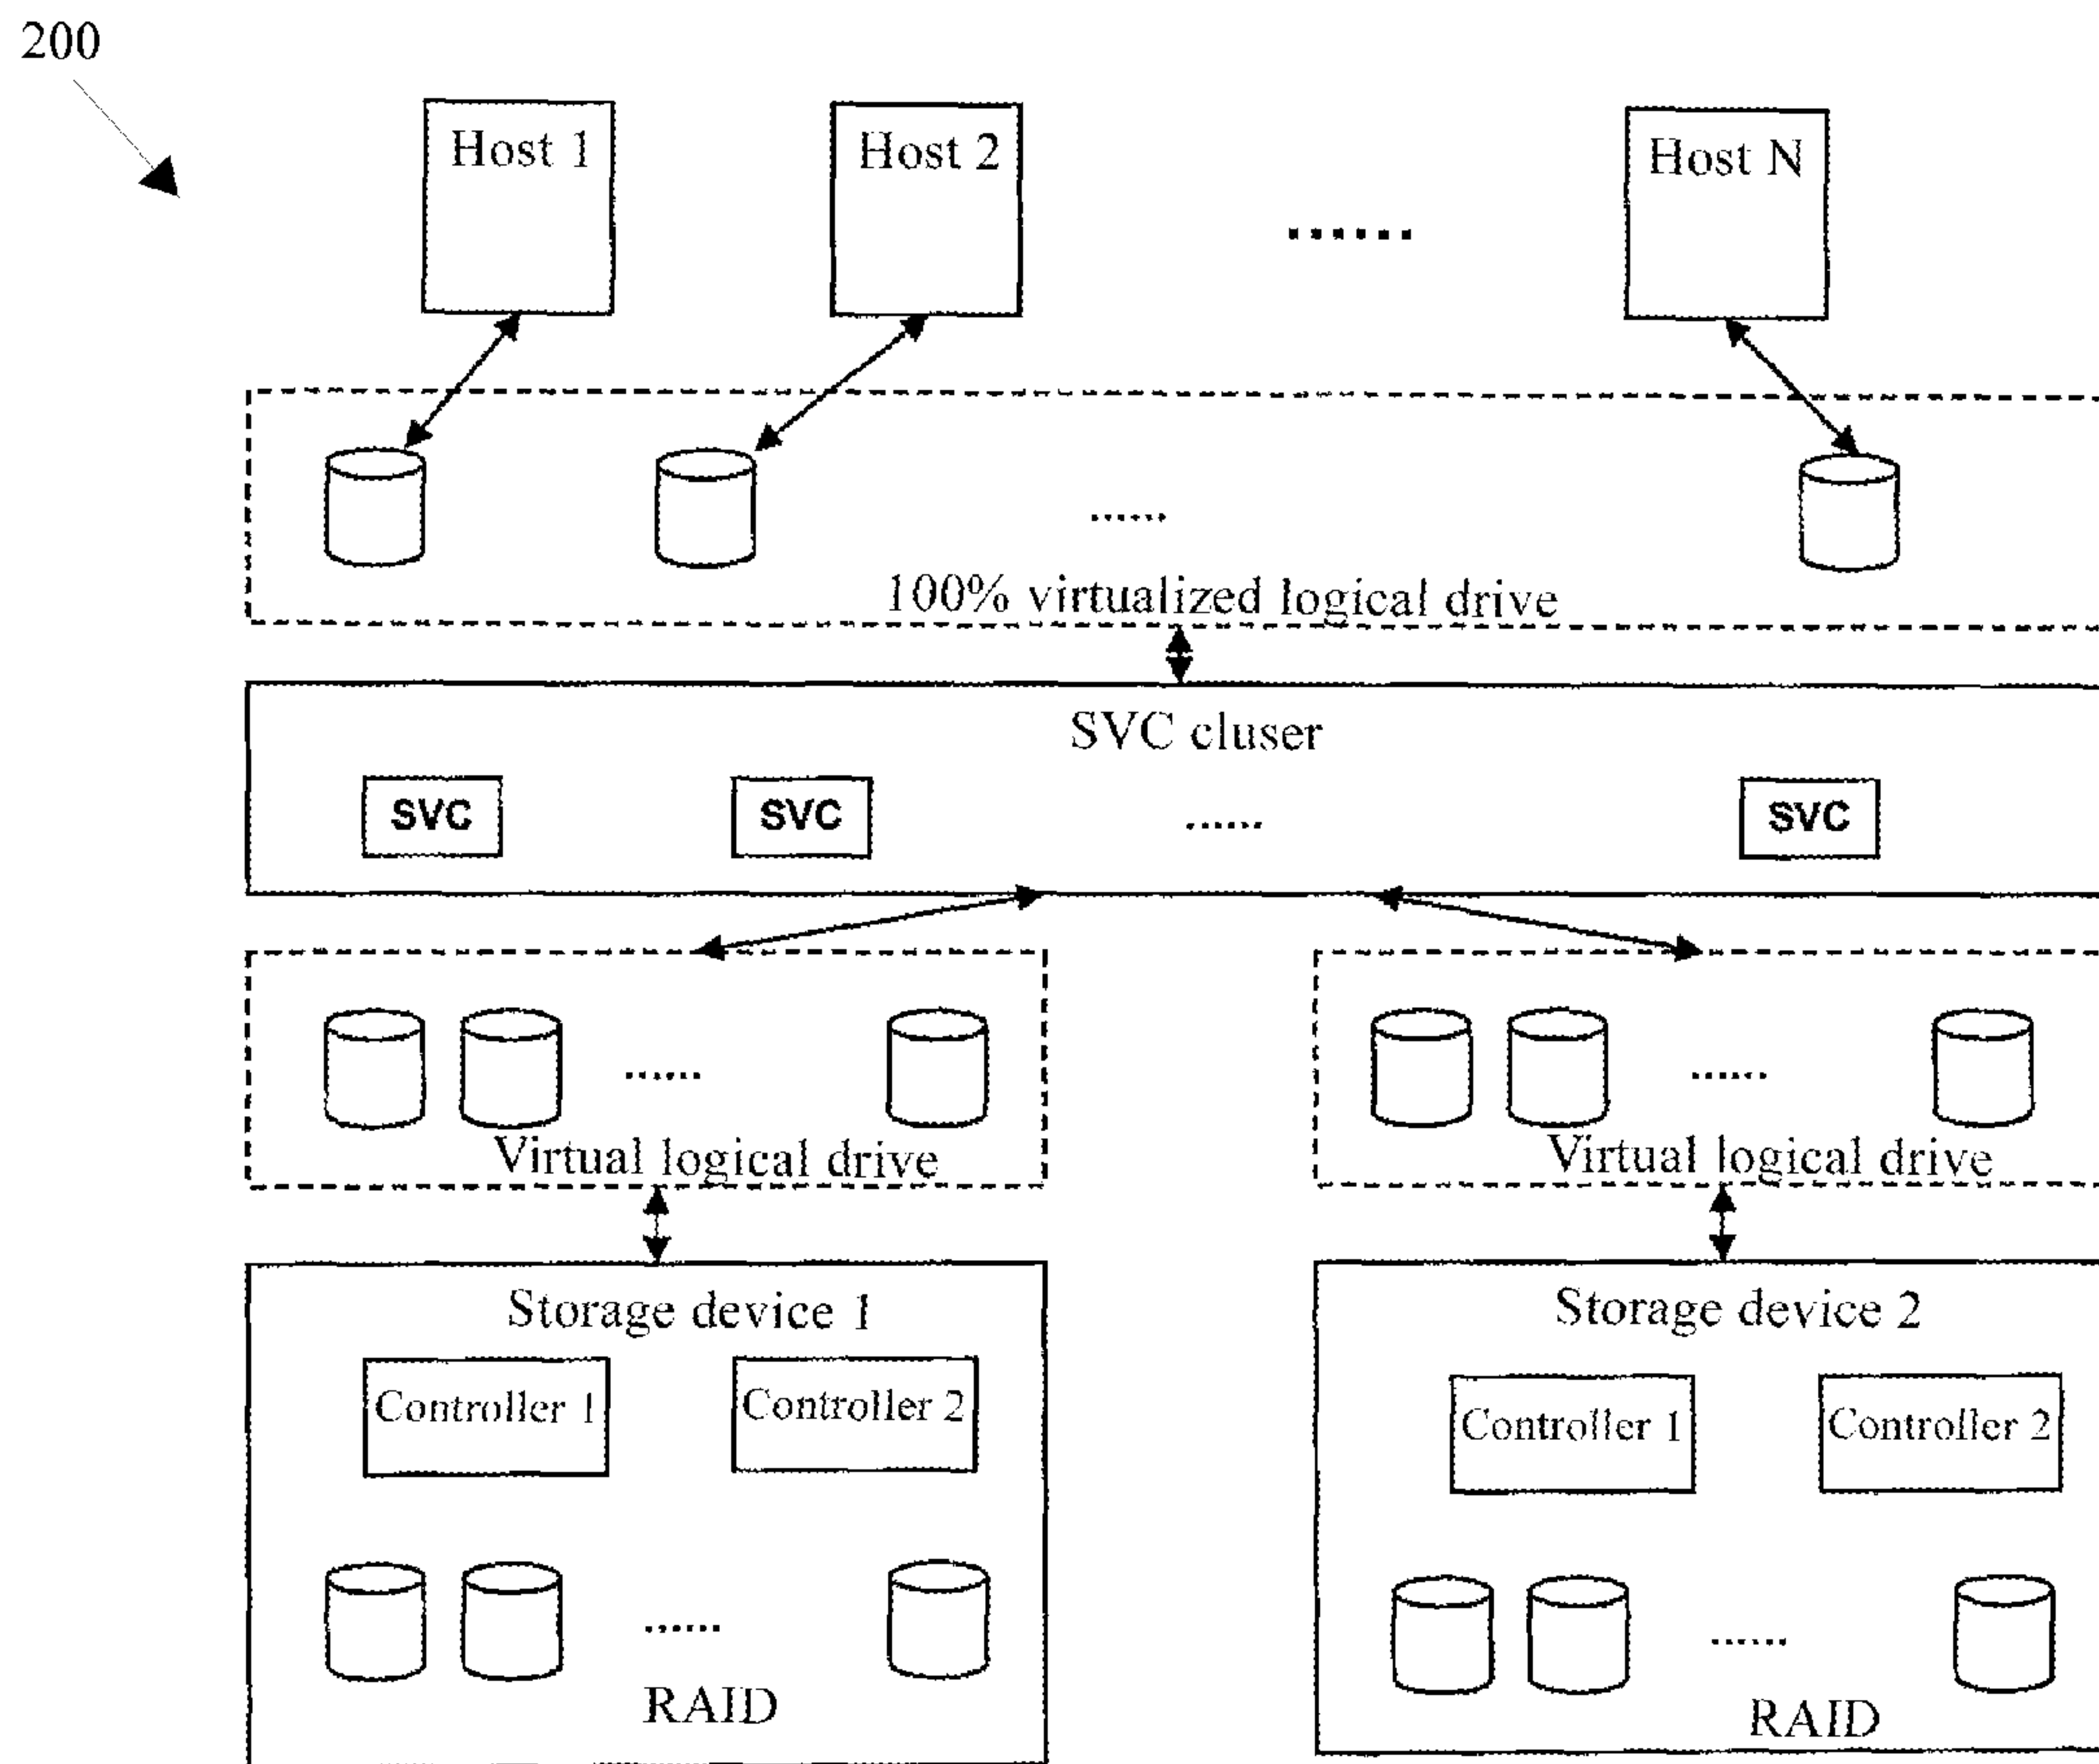 200
Host 1
Host 2
Host N
......
......
100% virtualized logical drive
SVC cluser
SVC
SVC
......
SVC
......
......
Virtual logical drive
Virtual logical drive
Storage device 1
Storage device 2
Controller 1
Controller 2
Controller 1
Controller 2
......
......
RAID
RAID